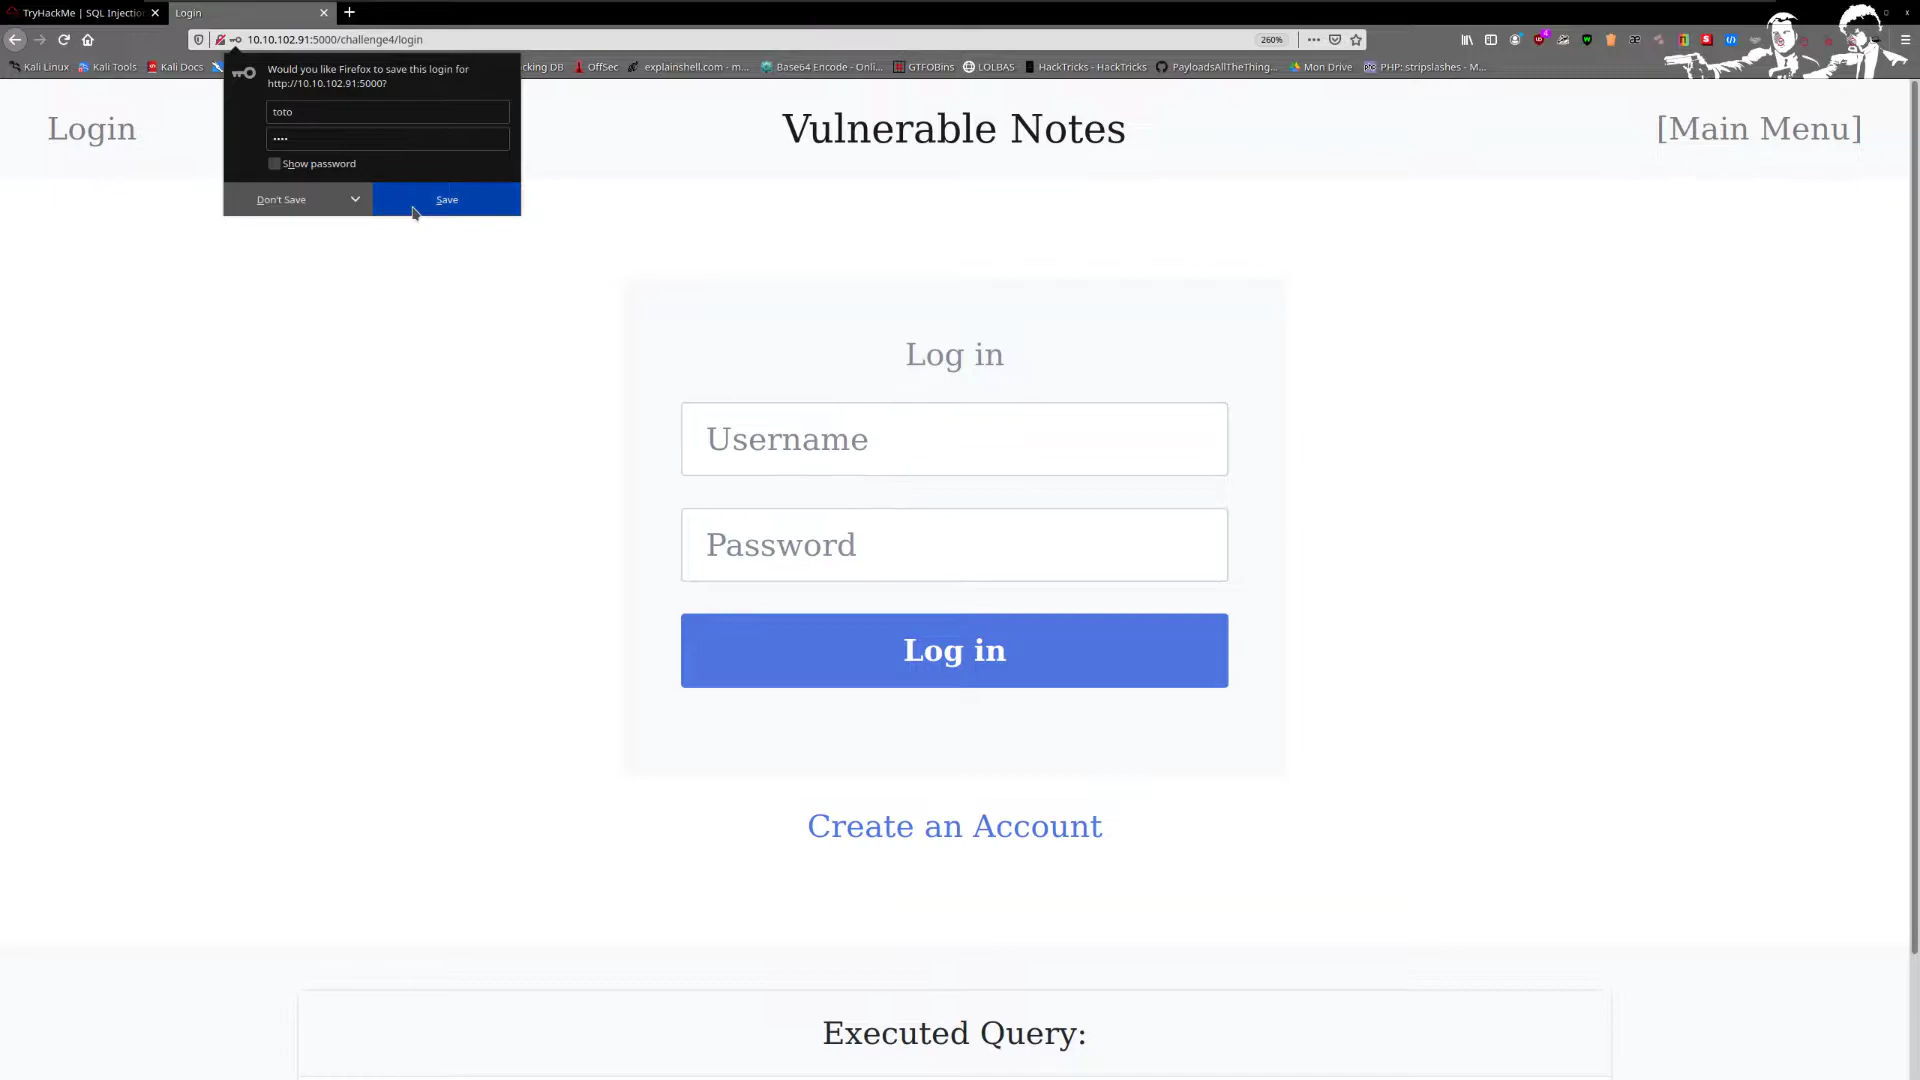 TryHackMe | SQL Injectio
Login
10.10.102.91:5000/challenge4/login
260%
Kali Linux
Kali Tools
Kali Docs
cking DB
OffSec
explainshell.com - m...
Base64 Encode - Onli...
GTFOBins
LOLBAS
HackTricks - HackTricks
PayloadsAllTheThing...
Mon Drive
PHP: stripslashes - M...
Would you like Firefox to save this login for
http://10.10.102.91:5000?
toto
••••
Show password
Don't Save
Save
Login
Vulnerable Notes
[Main Menu]
Log in
Username
Password
Log in
Create an Account
Executed Query: